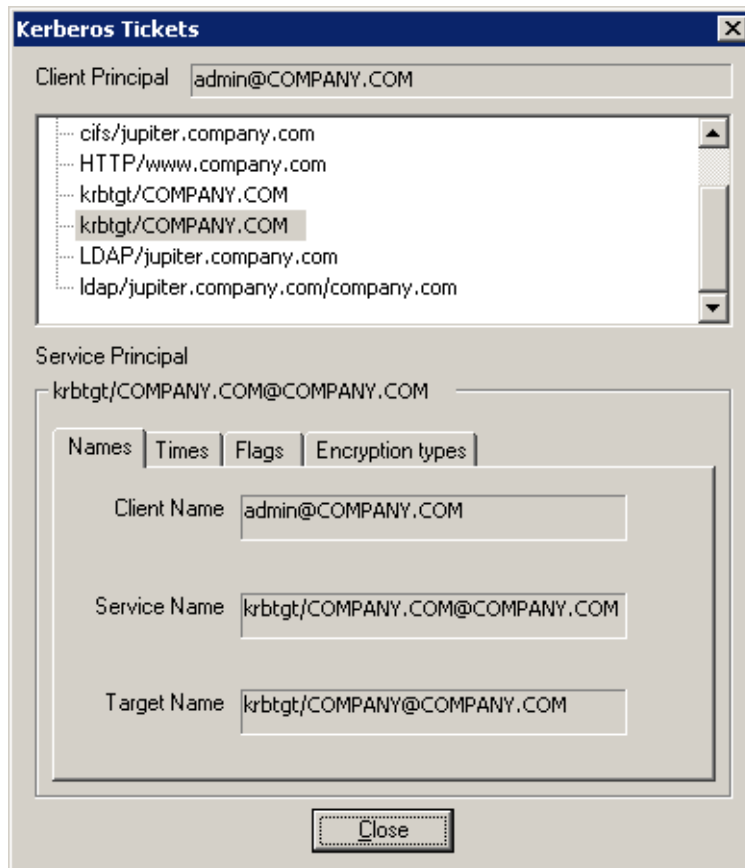 Kerberos Tickets
Client Principal admin@COMPANY.COM
cifs/jupiter.company.com
HTTP/www.company.com
krbtgt/COMPANY.COM
krbtgt/COMPANY.COM
LDAP/jupiter.company.com
ldap/jupiter.company.com/company.com
Service Principal
krbtgt/COMPANY.COM@COMPANY.COM
Names Times Flags Encryption types
Client Name admin@COMPANY.COM
Service Name krbtgt/COMPANY.COM@COMPANY.COM
Target Name krbtgt/COMPANY@COMPANY.COM
Close